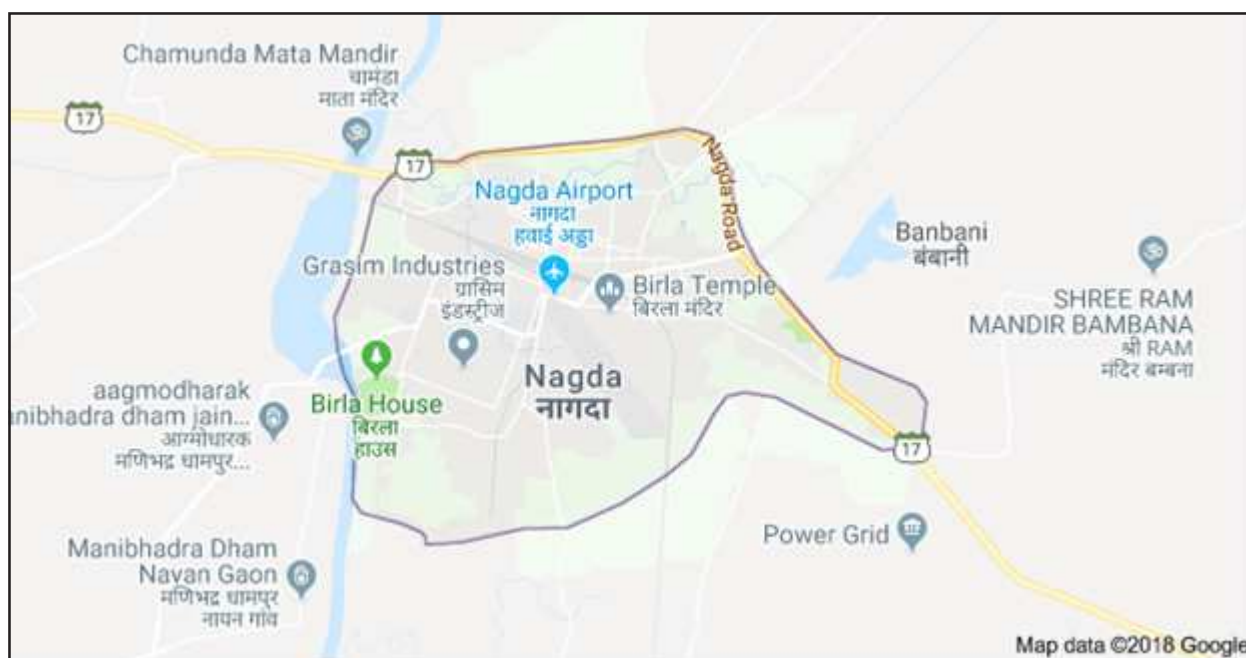 Chamunda Mata Mandir
चामंडा
माता मंदिर
17
17
Nagda Road
Nagda Airport
नागदा
हवाई अड्डा
Banbani
बंबानी
Grasim Industries
ग्रासिम
इंडस्ट्रीज
Birla Temple
बिरला मंदिर
SHREE RAM
MANDIR BAMBANA
श्री RAM
मंदिर बम्बना
Nagda
नागदा
aagmodharak
anibhadra dham jain...
आग्मोधारक
मणिभद्र धामपुर...
Birla House
बिरला
हाउस
17
Power Grid
Manibhadra Dham
Navan Gaon
मणिभद्र धामपुर
नायन गांव
Map data ©2018 Google